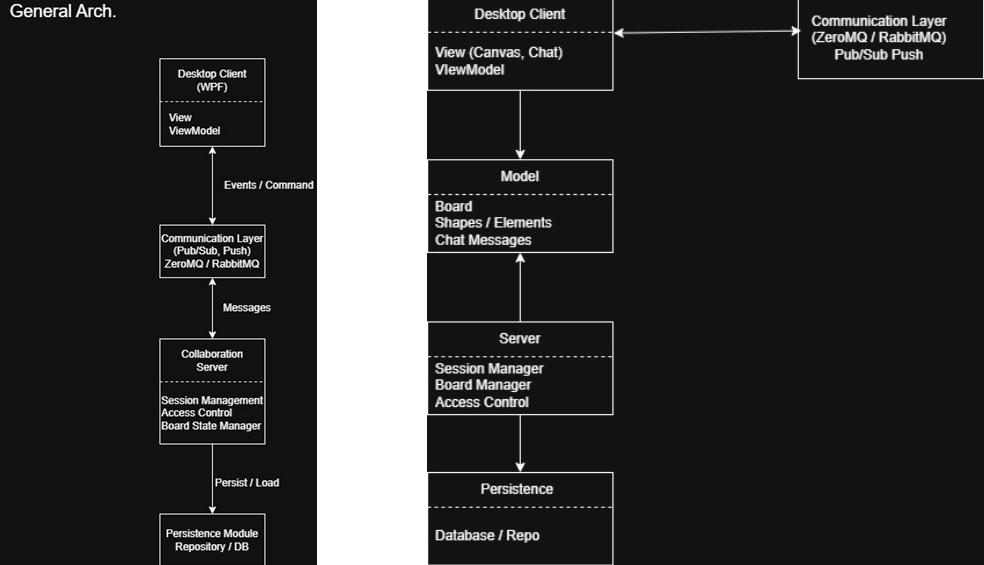 General Arch.
Desktop Client
(WPF)
View
ViewModel
Events / Command
Communication Layer
(Pub/Sub, Push)
ZeroMQ / RabbitMQ
Messages
Collaboration
Server
Session Management
Access Control
Board State Manager
Persist / Load
Persistence Module
Repository / DB
Desktop Client
View (Canvas, Chat)
VIewModel
Communication Layer
(ZeroMQ / RabbitMQ)
Pub/Sub Push
Model
Board
Shapes / Elements
Chat Messages
Server
Session Manager
Board Manager
Access Control
Persistence
Database / Repo